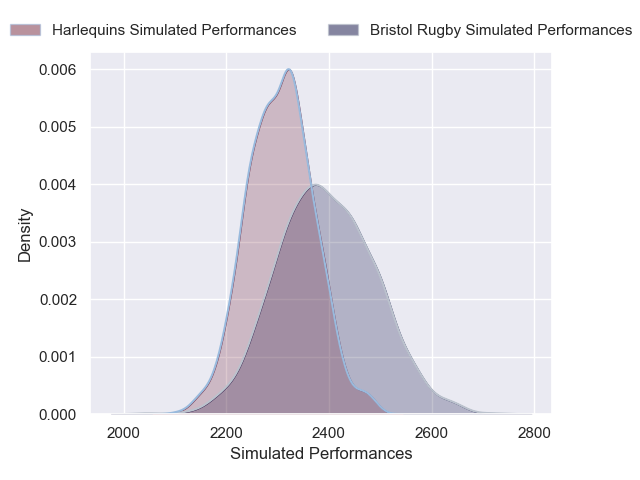 Harlequins Simulated Performances Bristol Rugby Simulated Performances
0.006
0.005
0.004
0.003
0.002
0.001
0.000
Density
2000 2200 2400 2600 2800
Simulated Performances